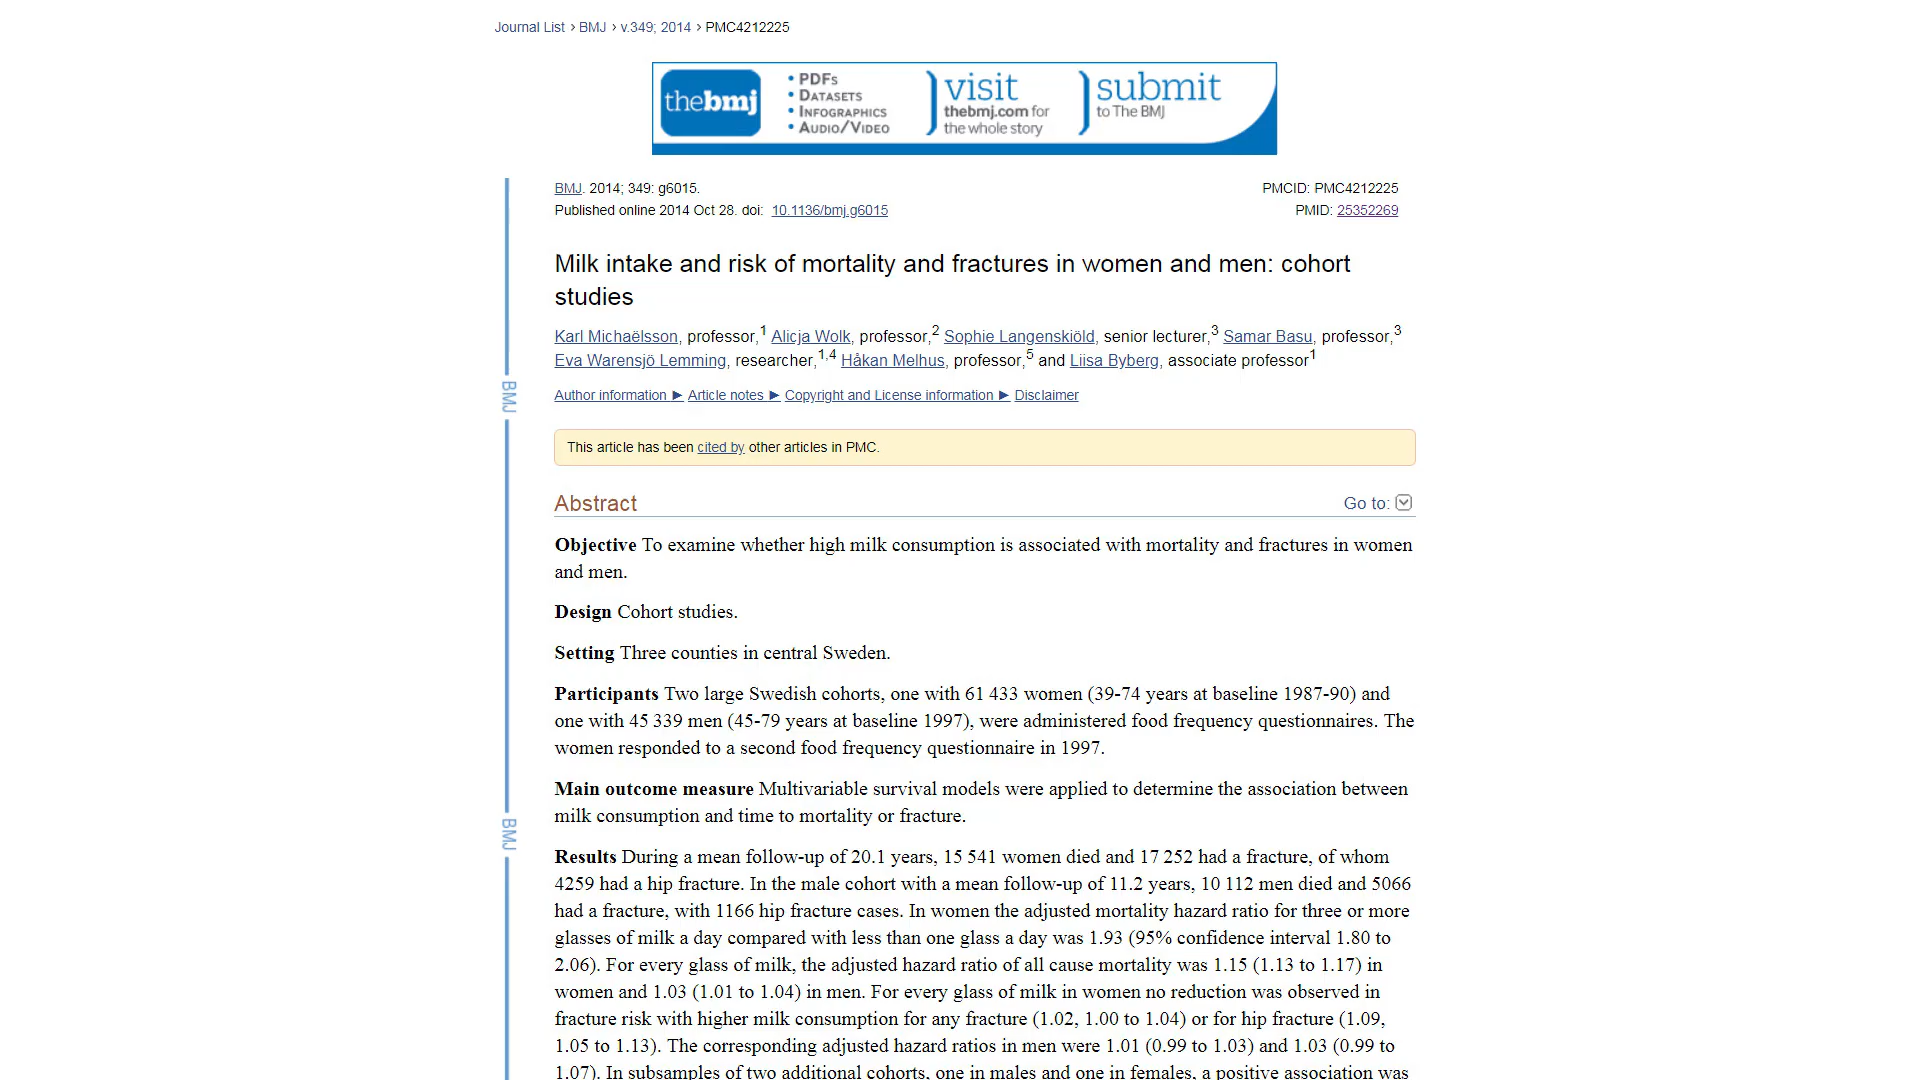 Journal List › BMJ › v.349; 2014 › PMC4212225
thebmj
• PDFs
• Datasets
• Infographics
• Audio/Video
visit
thebmj.com for
the whole story
submit
to The BMJ
BMJ. 2014; 349: g6015.
PMCID: PMC4212225
Published online 2014 Oct 28. doi: 10.1136/bmj.g6015
PMID: 25352269
Milk intake and risk of mortality and fractures in women and men: cohort
studies
Karl Michaëlsson, professor,1 Alicja Wolk, professor,2 Sophie Langenskiöld, senior lecturer,3 Samar Basu, professor,3
Eva Warensjö Lemming, researcher,1,4 Håkan Melhus, professor,5 and Liisa Byberg, associate professor1
Author information ► Article notes ► Copyright and License information ► Disclaimer
This article has been cited by other articles in PMC.
Abstract
Go to:
Objective To examine whether high milk consumption is associated with mortality and fractures in women
and men.
Design Cohort studies.
Setting Three counties in central Sweden.
Participants Two large Swedish cohorts, one with 61 433 women (39-74 years at baseline 1987-90) and
one with 45 339 men (45-79 years at baseline 1997), were administered food frequency questionnaires. The
women responded to a second food frequency questionnaire in 1997.
Main outcome measure Multivariable survival models were applied to determine the association between
milk consumption and time to mortality or fracture.
Results During a mean follow-up of 20.1 years, 15 541 women died and 17 252 had a fracture, of whom
4259 had a hip fracture. In the male cohort with a mean follow-up of 11.2 years, 10 112 men died and 5066
had a fracture, with 1166 hip fracture cases. In women the adjusted mortality hazard ratio for three or more
glasses of milk a day compared with less than one glass a day was 1.93 (95% confidence interval 1.80 to
2.06). For every glass of milk, the adjusted hazard ratio of all cause mortality was 1.15 (1.13 to 1.17) in
women and 1.03 (1.01 to 1.04) in men. For every glass of milk in women no reduction was observed in
fracture risk with higher milk consumption for any fracture (1.02, 1.00 to 1.04) or for hip fracture (1.09,
1.05 to 1.13). The corresponding adjusted hazard ratios in men were 1.01 (0.99 to 1.03) and 1.03 (0.99 to
1.07). In subsamples of two additional cohorts, one in males and one in females, a positive association was
BMJ
BMJ